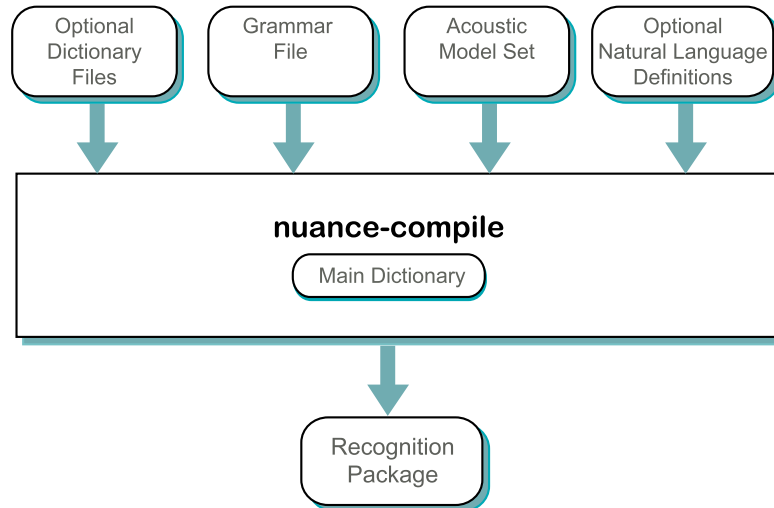 Optional
Dictionary
Files
Grammar
File
Acoustic
Model Set
Optional
Natural Language
Definitions
nuance-compile
Main Dictionary
Recognition
Package